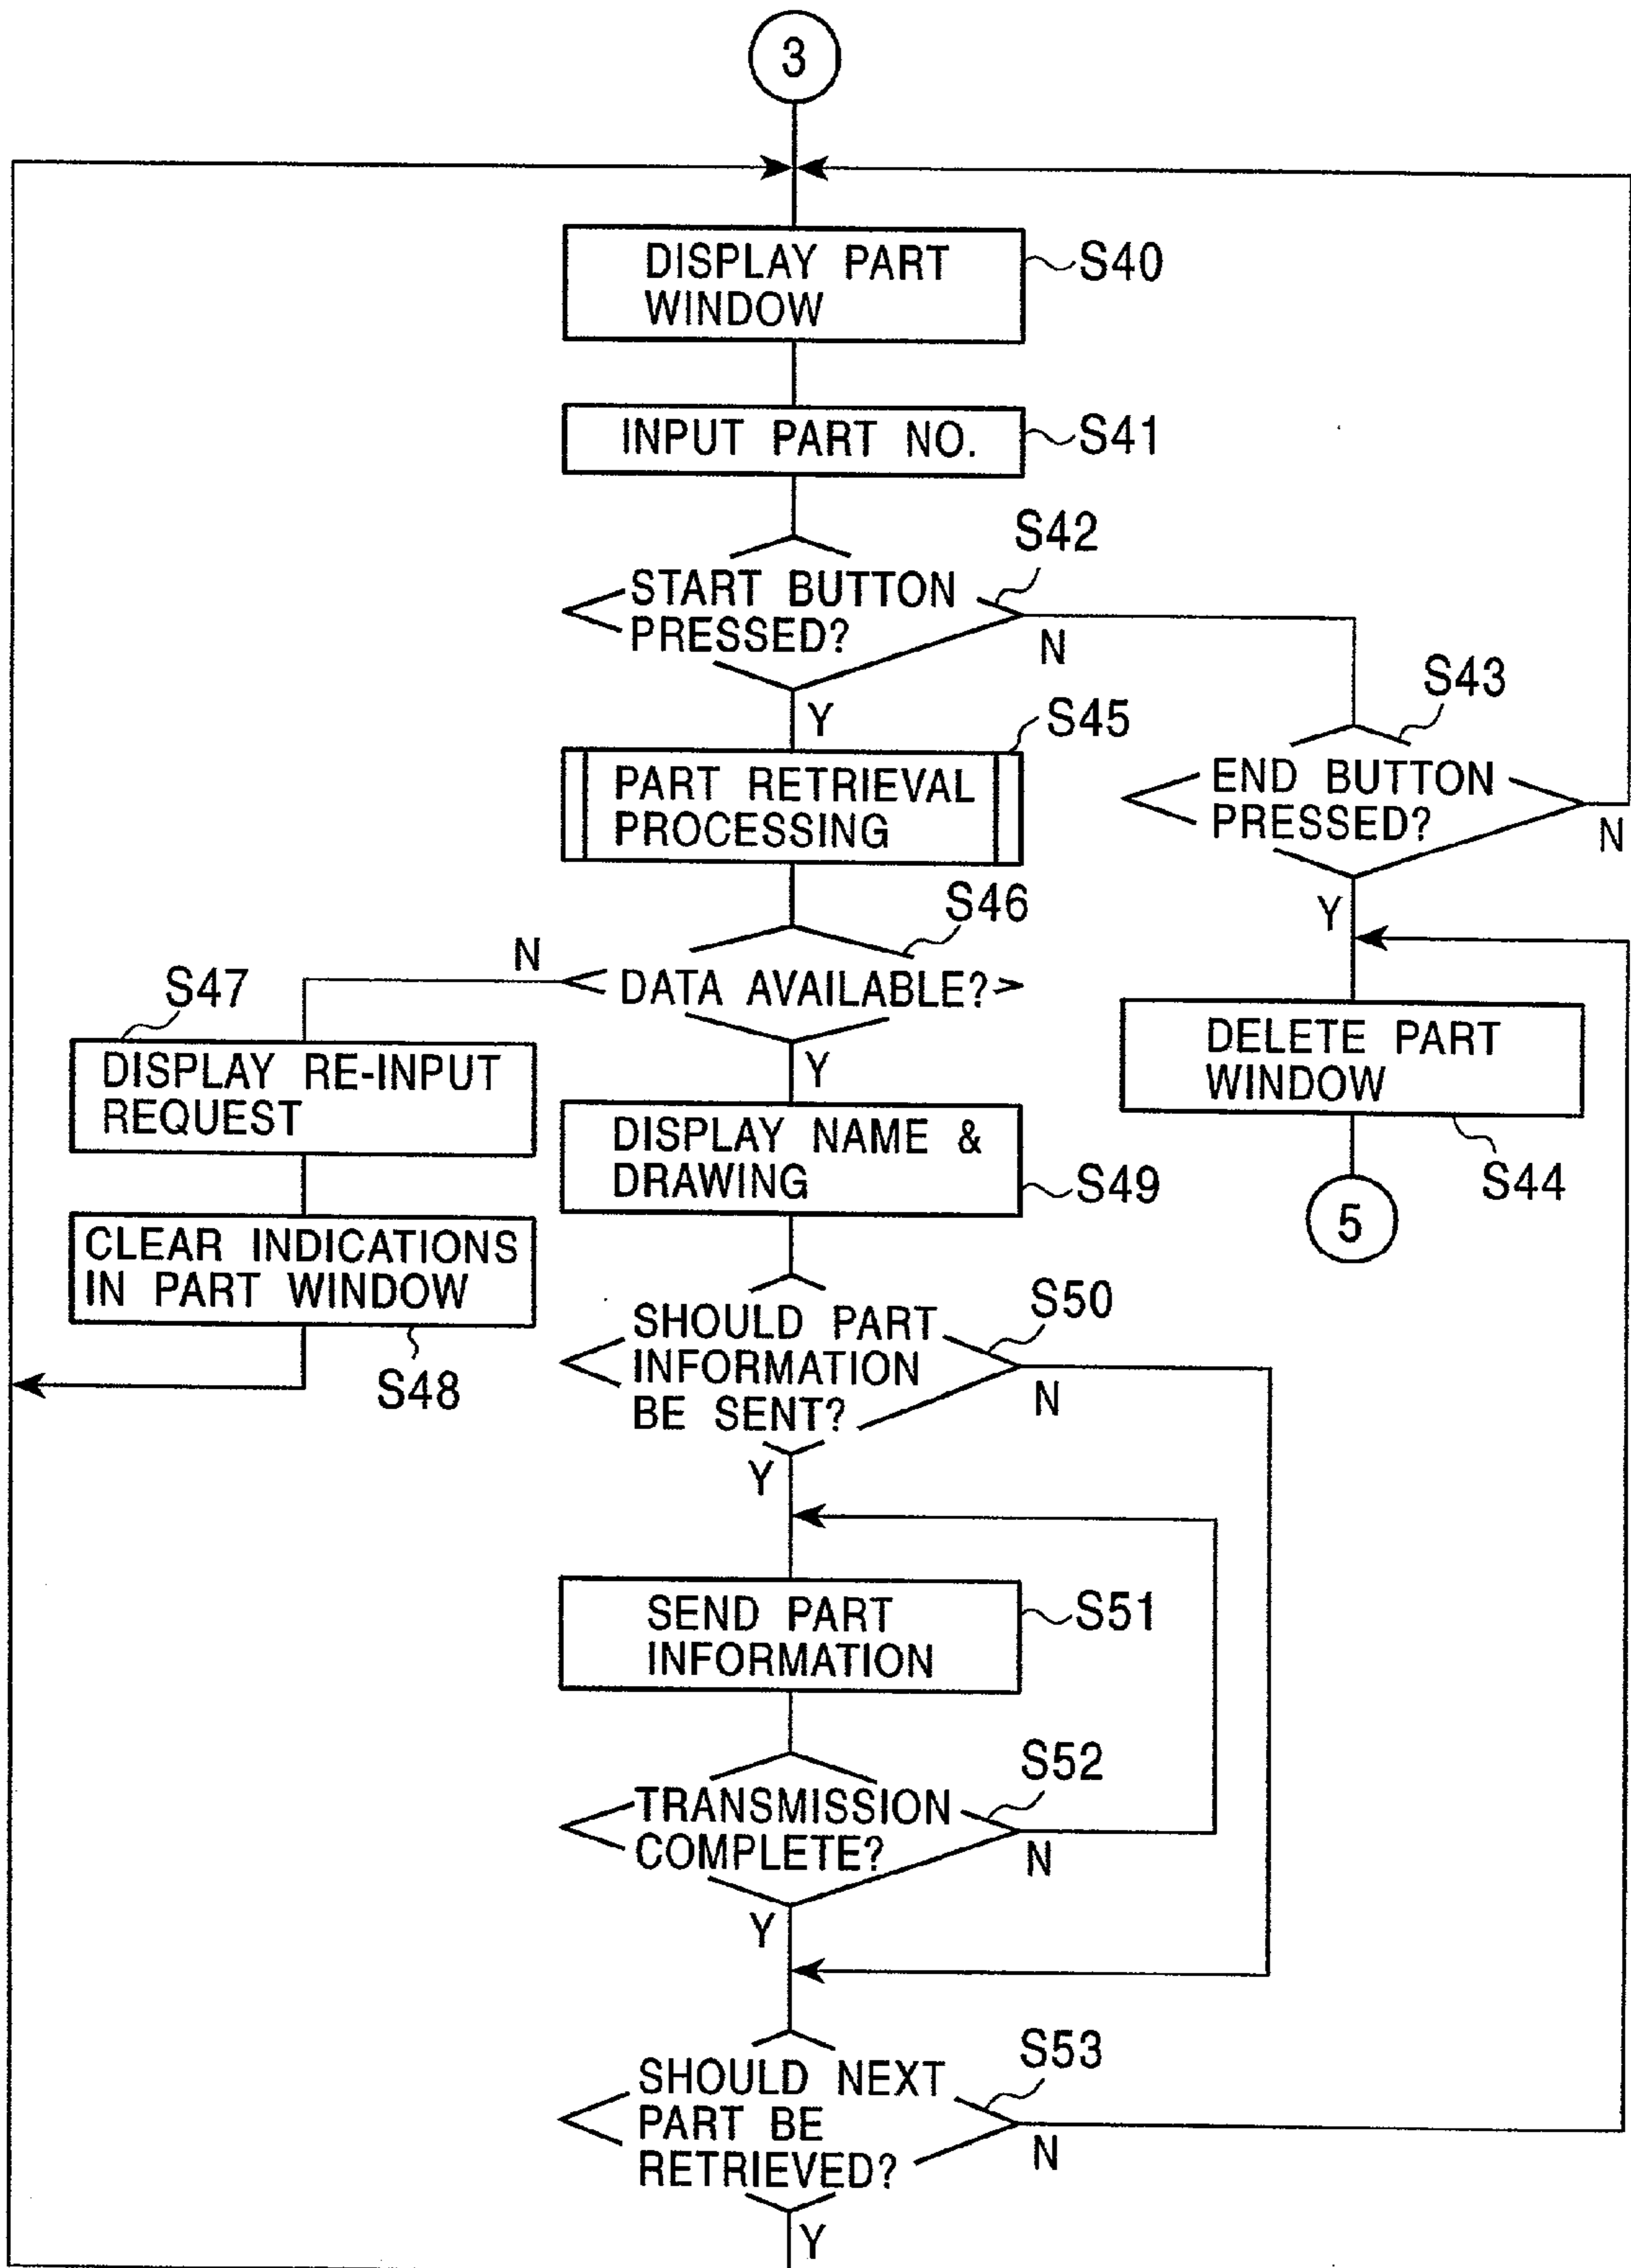 3
DISPLAY PART
WINDOW
S40
INPUT PART NO.
S41
START BUTTON
PRESSED?
S42
N
Y
S43
END BUTTON
PRESSED?
N
Y
S45
PART RETRIEVAL
PROCESSING
S46
DATA AVAILABLE?
N
Y
S47
DISPLAY RE-INPUT
REQUEST
CLEAR INDICATIONS
IN PART WINDOW
S48
DELETE PART
WINDOW
S44
5
DISPLAY NAME &
DRAWING
S49
SHOULD PART
INFORMATION
BE SENT?
S50
N
Y
SEND PART
INFORMATION
S51
TRANSMISSION
COMPLETE?
S52
N
Y
SHOULD NEXT
PART BE
RETRIEVED?
S53
N
Y